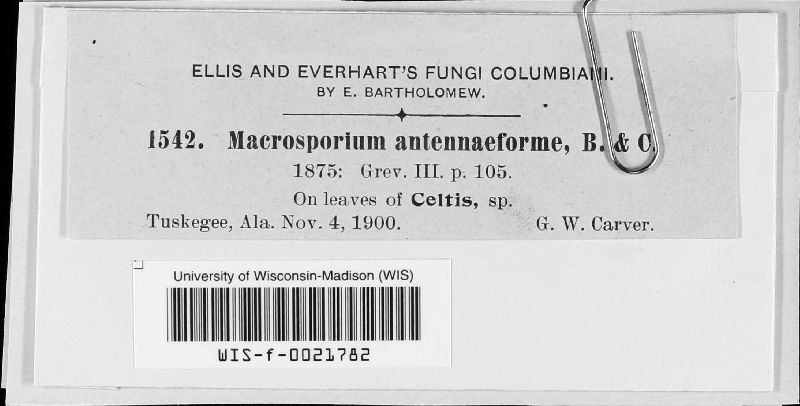 ELLIS AND EVERHART'S FUNGI COLUMBIANI.
BY E. BARTHOLOMEW.
1542. Macrosporium antennaeforme, B. & C.
1875: Grev. III. p. 105.
On leaves of Celtis, sp.
Tuskegee, Ala. Nov. 4, 1900. G. W. Carver.
University of Wisconsin-Madison (WIS)
WIS-f-0021782